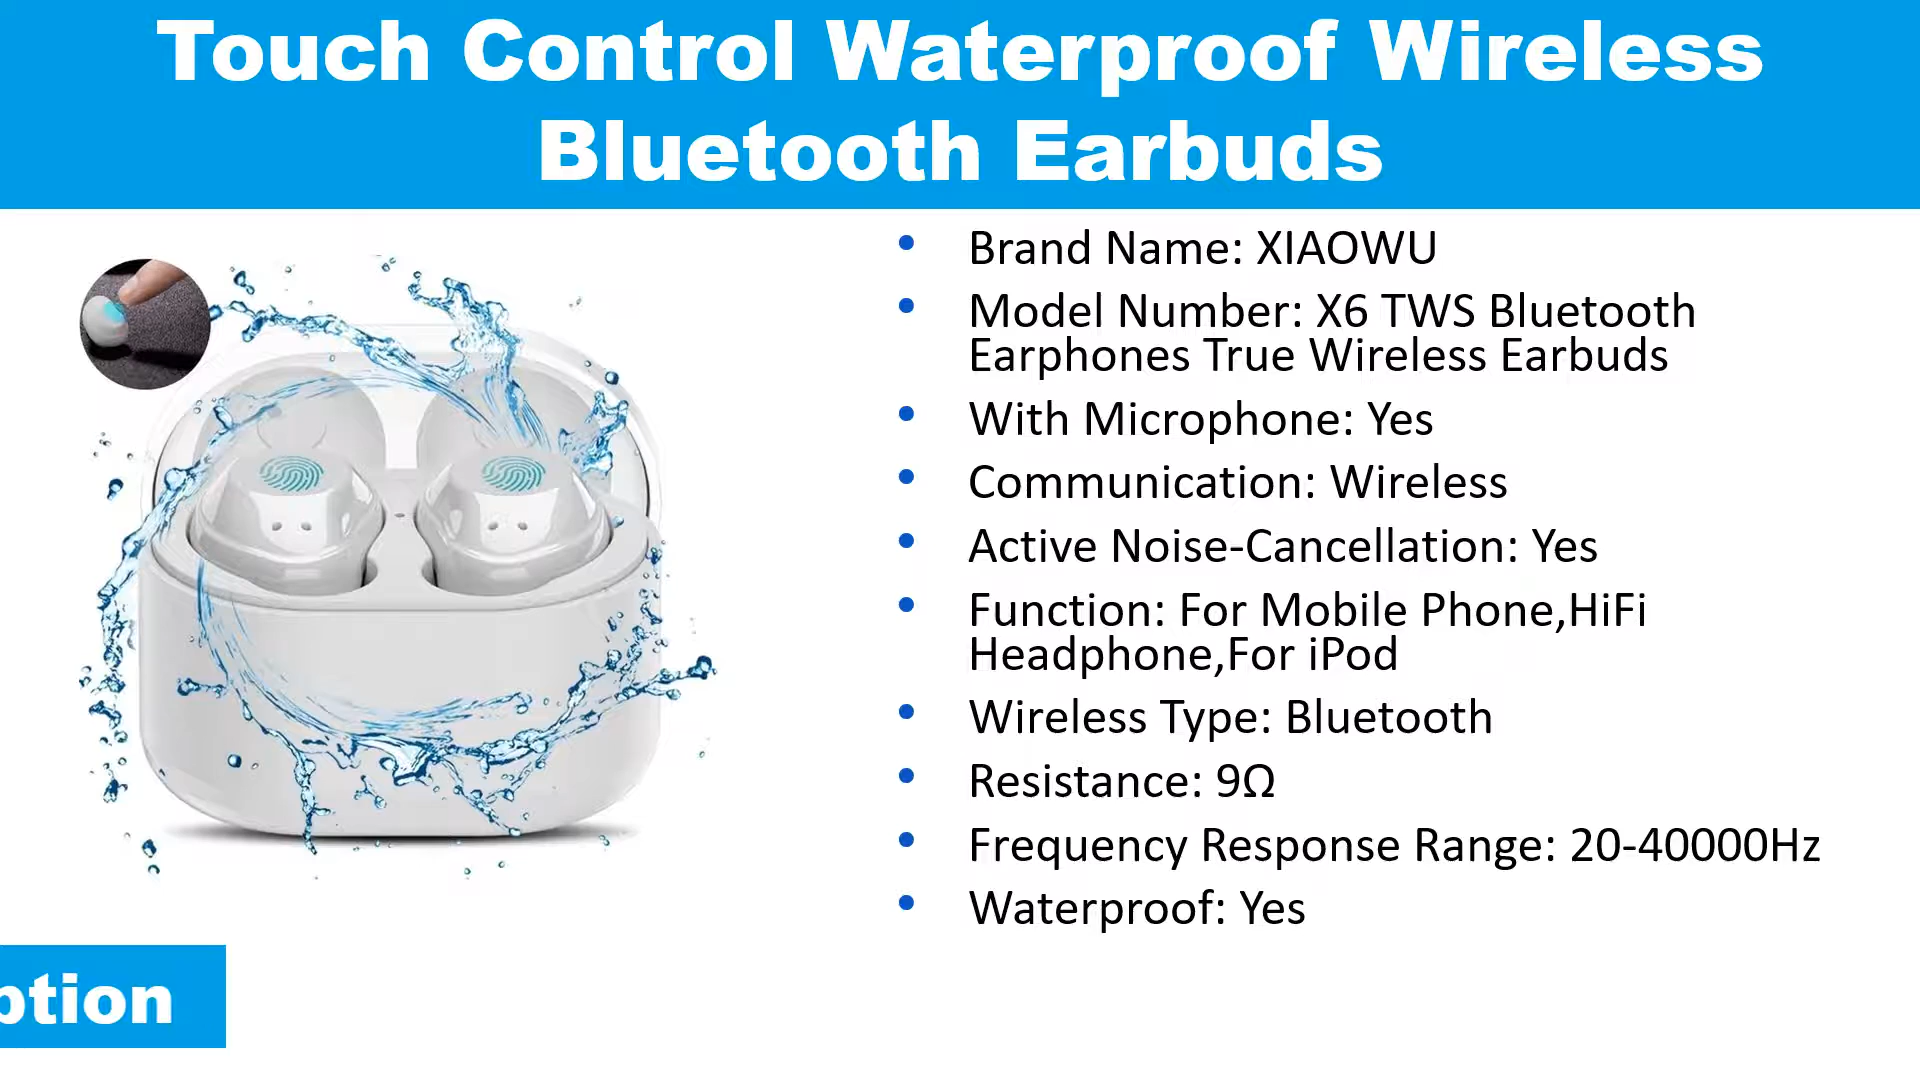 Touch Control Waterproof Wireless
Bluetooth Earbuds
• Brand Name: XIAOWU
• Model Number: X6 TWS Bluetooth
Earphones True Wireless Earbuds
• With Microphone: Yes
• Communication: Wireless
• Active Noise-Cancellation: Yes
• Function: For Mobile Phone,HiFi
Headphone,For iPod
• Wireless Type: Bluetooth
• Resistance: 9Ω
• Frequency Response Range: 20-40000Hz
• Waterproof: Yes
ption